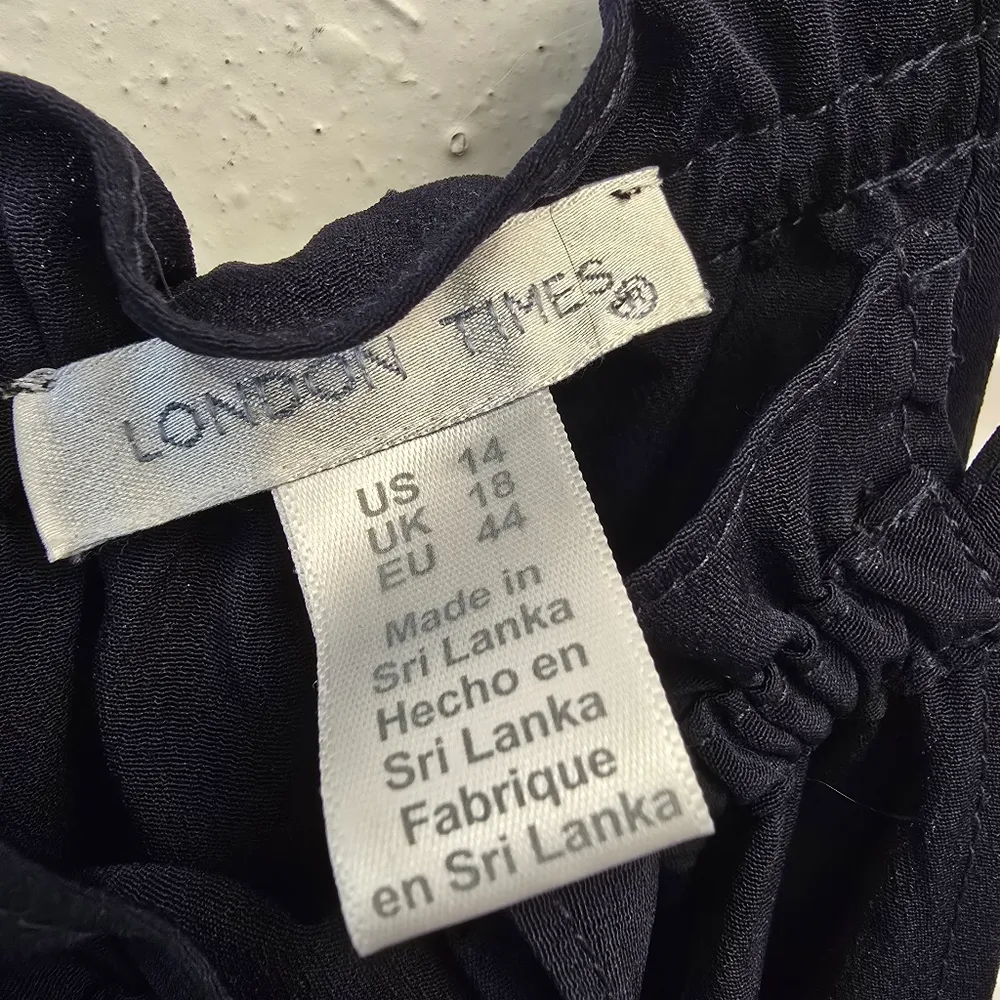 LONDON TIMES®
US 14
UK 18
EU 44
Made in
Sri Lanka
Hecho en
Sri Lanka
Fabrique
en Sri Lanka